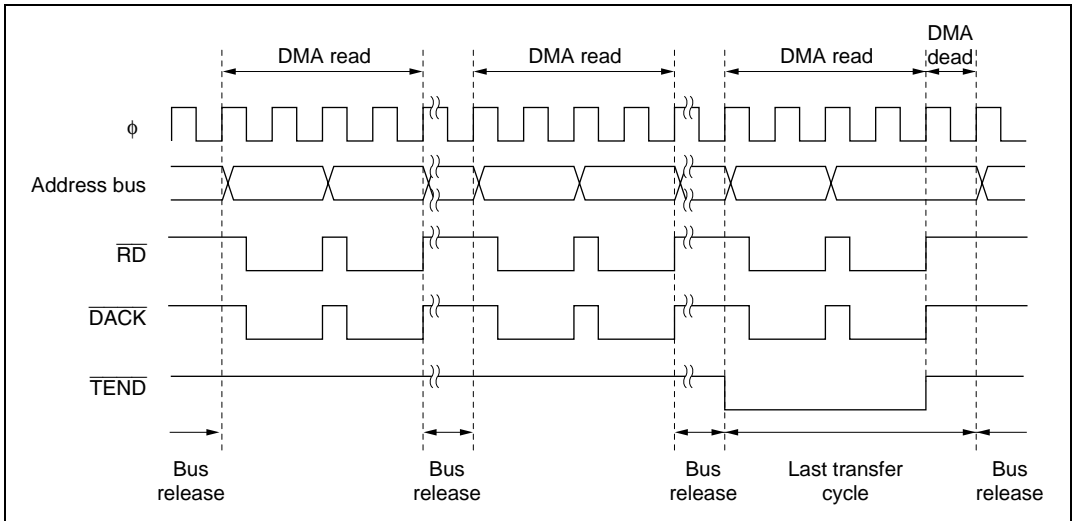 DMA read
DMA read
DMA read
DMA
dead
ϕ
Address bus
RD
DACK
TEND
Bus
release
Bus
release
Bus
release
Last transfer
cycle
Bus
release